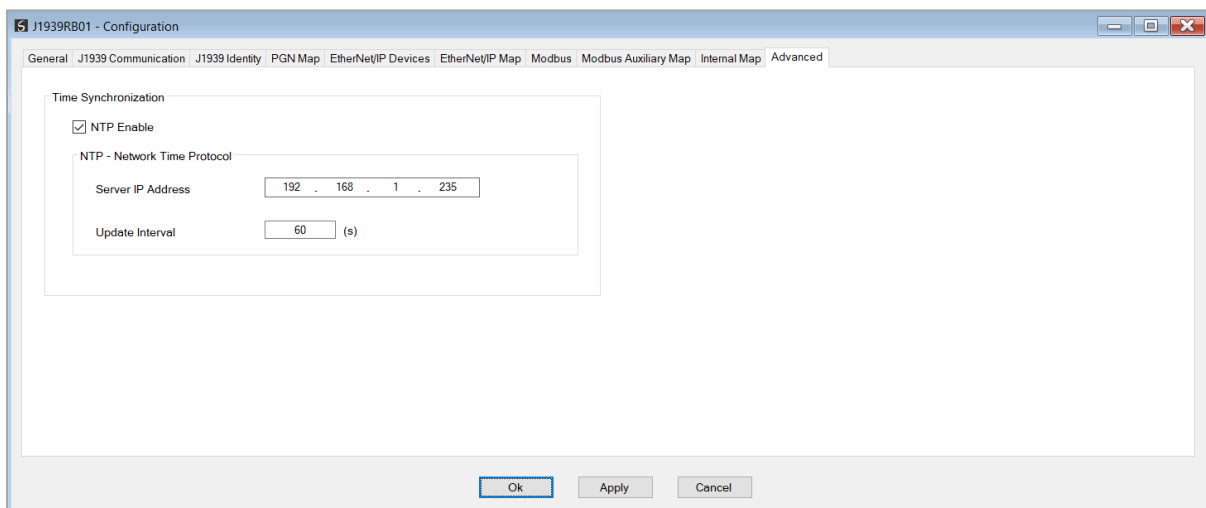 J1939RB01 - Configuration
General J1939 Communication J1939 Identity PGN Map EtherNet/IP Devices EtherNet/IP Map Modbus Modbus Auxiliary Map Internal Map Advanced
Time Synchronization
NTP Enable
NTP - Network Time Protocol
Server IP Address 192 . 168 . 1 . 235
Update Interval 60 (s)
Ok Apply Cancel